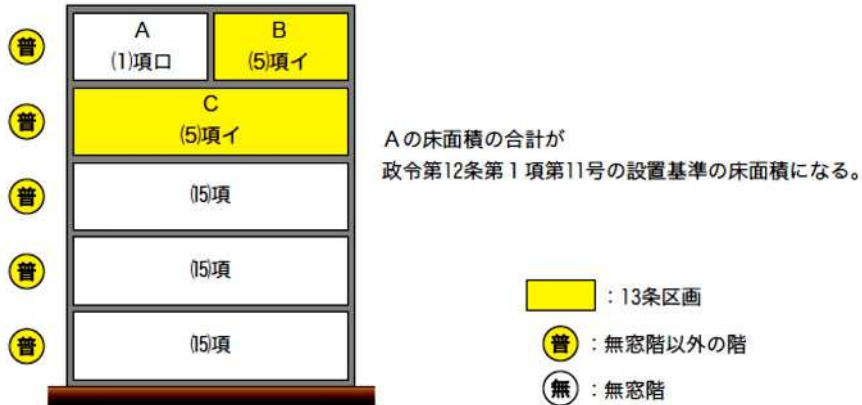 普
A
(1)項ロ
B
(5)項イ
普
C
(5)項イ
Aの床面積の合計が
政令第12条第1項第11号の設置基準の床面積になる。
普
(15)項
普
(15)項
普
(15)項
：13条区画
普：無窓階以外の階
無：無窓階